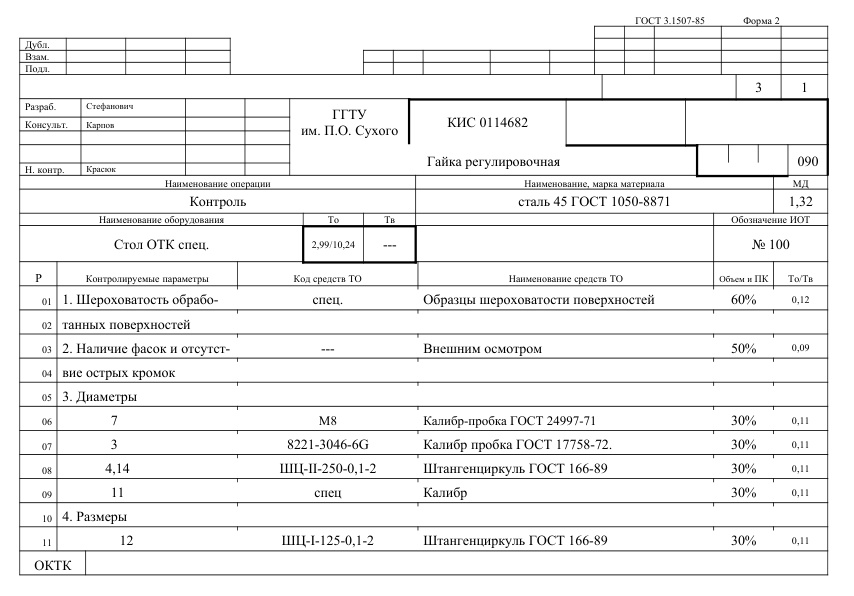 ГОСТ 3.1507-85 Форма 2
Дубл.
Взам.
Подл.
3 1
Разраб. Стефанович
Консульт. Карпов
Н. контр. Красюк
ГГТУ
им. П.О. Сухого
КИС 0114682
Гайка регулировочная 090
Наименование операции Наименование, марка материала МД
Контроль сталь 45 ГОСТ 1050-8871 1,32
Наименование оборудования То Тв Обозначение ИОТ
Стол ОТК спец. 2,99/10,24 --- № 100
Р Контролируемые параметры Код средств ТО Наименование средств ТО Объем и ПК То/Тв
01 1. Шероховатость обрабо- спец. Образцы шероховатости поверхностей 60% 0,12
02 танных поверхностей
03 2. Наличие фасок и отсутст- --- Внешним осмотром 50% 0,09
04 вие острых кромок
05 3. Диаметры
06 7 М8 Калибр-пробка ГОСТ 24997-71 30% 0,11
07 3 8221-3046-6G Калибр пробка ГОСТ 17758-72. 30% 0,11
08 4,14 ШЦ-II-250-0,1-2 Штангенциркуль ГОСТ 166-89 30% 0,11
09 11 спец Калибр 30% 0,11
10 4. Размеры
11 12 ШЦ-I-125-0,1-2 Штангенциркуль ГОСТ 166-89 30% 0,11
ОКТК